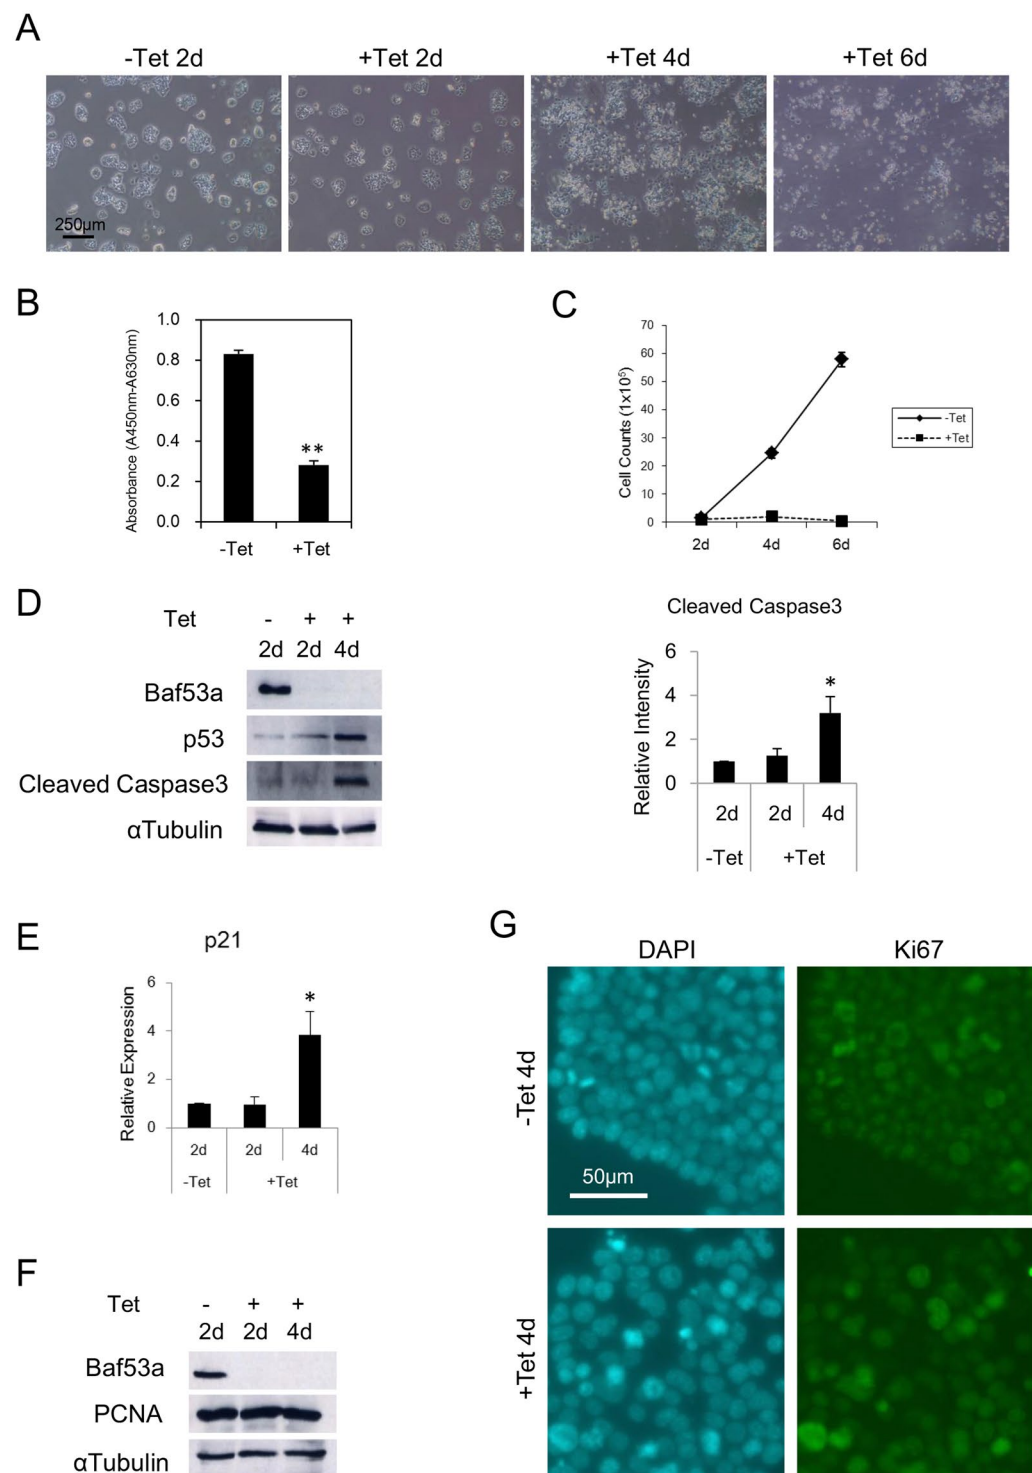 A
-Tet 2d +Tet 2d +Tet 4d +Tet 6d
250μm
B
Absorbance (A450nm-A630nm)
1.0
0.8
0.6
0.4
0.2
0.0
**
-Tet +Tet
C
Cell Counts (1x10⁵)
70
60
50
40
30
20
10
0
2d 4d 6d
-Tet
+Tet
D
Tet - + +
2d 2d 4d
Baf53a
p53
Cleaved Caspase3
αTubulin
Cleaved Caspase3
Relative Intensity
6
4
2
0
*
2d 2d 4d
-Tet +Tet
E
p21
Relative Expression
6
4
2
0
*
2d 2d 4d
-Tet +Tet
F
Tet - + +
2d 2d 4d
Baf53a
PCNA
αTubulin
G
DAPI Ki67
-Tet 4d
50μm
+Tet 4d